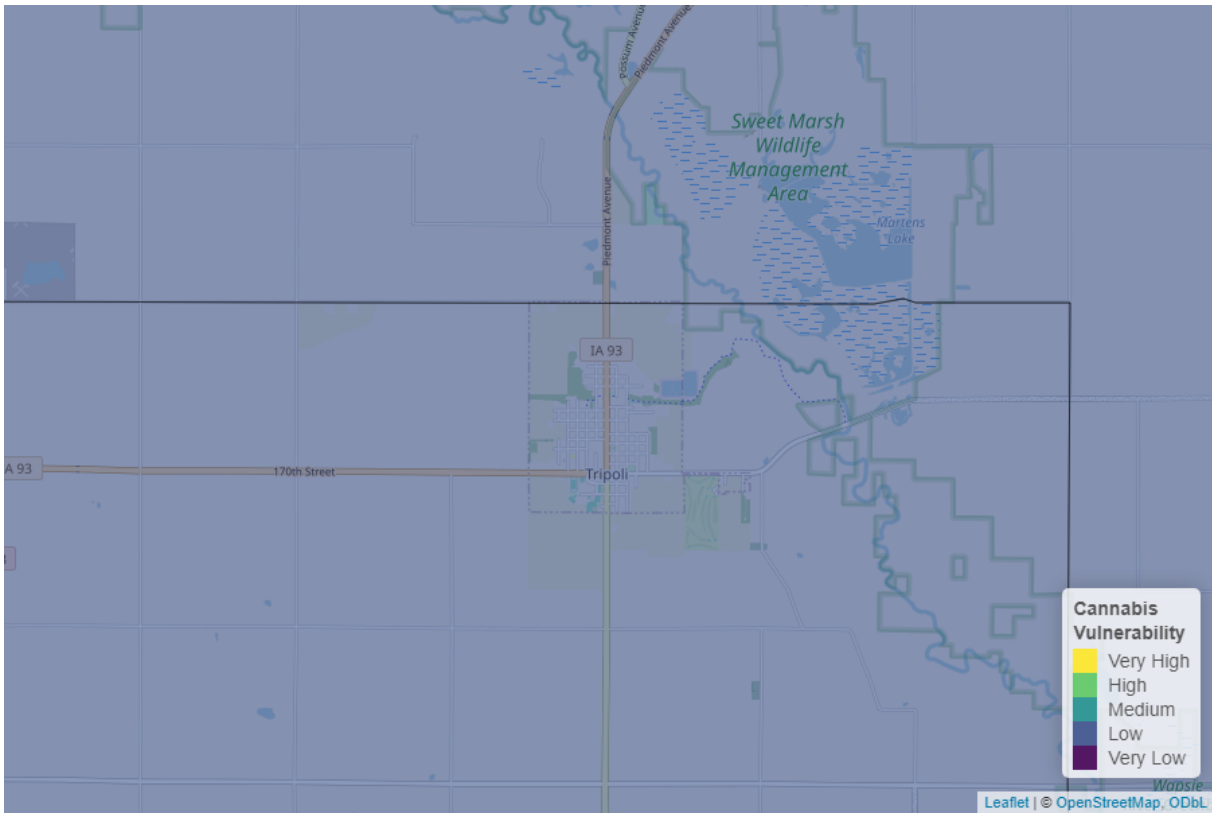 Possum Avenue
Piedmont Avenue
Sweet Marsh
Wildlife
Management
Area
Piedmont Avenue
Martens
Lake
IA 93
A 93
170th Street
Tripoli
Cannabis
Vulnerability
Very High
High
Medium
Low
Very Low
Wapsie
Leaflet | © OpenStreetMap, ODbL